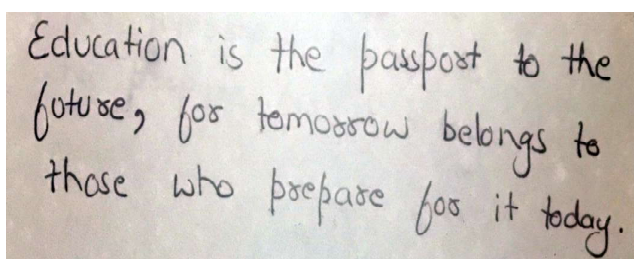 Education is the passport to the
future, for tomorrow belongs to
those who prepare for it today.